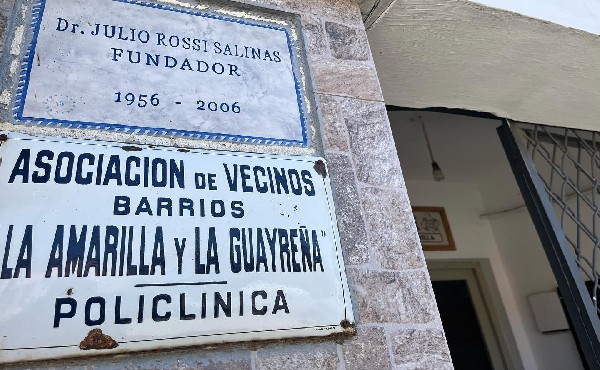 Dr. JULIO ROSSI SALINAS
FUNDADOR
1956 - 2006
ASOCIACION DE VECINOS
BARRIOS
LA AMARILLA Y LA GUAYREÑA"
POLICLINICA